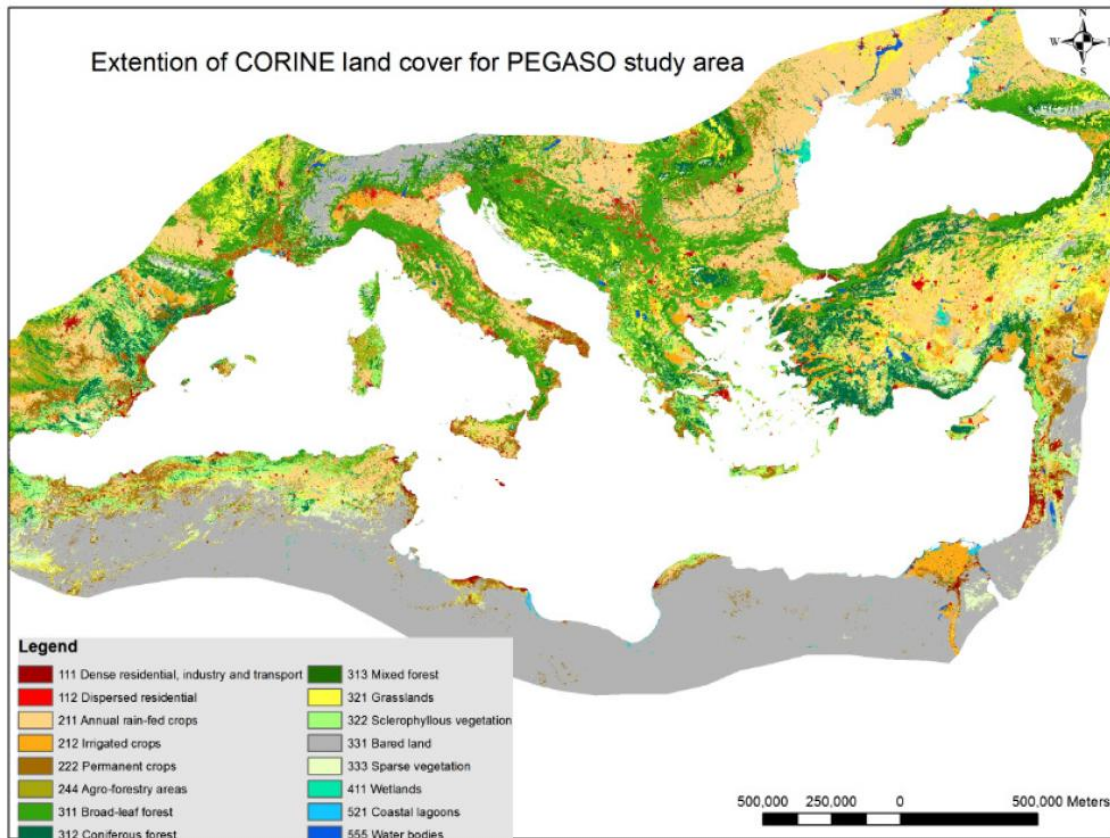 Extention of CORINE land cover for PEGASO study area
N
W
S
Legend
111 Dense residential, industry and transport
112 Dispersed residential
211 Annual rain-fed crops
212 Irrigated crops
222 Permanent crops
244 Agro-forestry areas
311 Broad-leaf forest
312 Coniferous forest
313 Mixed forest
321 Grasslands
322 Sclerophyllous vegetation
331 Bared land
333 Sparse vegetation
411 Wetlands
521 Coastal lagoons
555 Water bodies
500,000 250,000 0 500,000 Meters